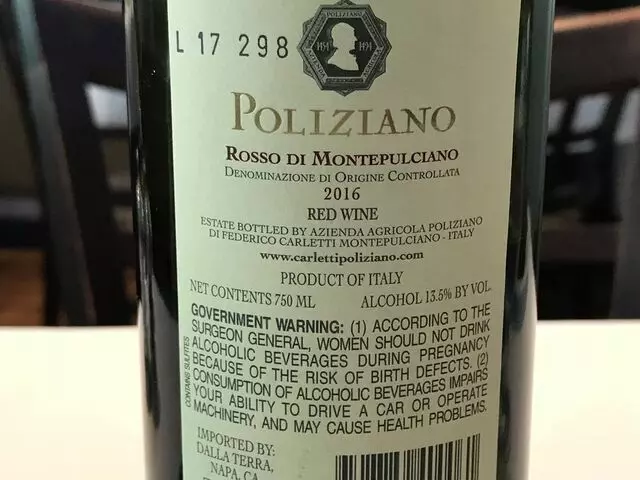 POLIZIANO
1454 1494
L 17 298
POLIZIANO
ROSSO DI MONTEPULCIANO
DENOMINAZIONE DI ORIGINE CONTROLLATA
2016
RED WINE
ESTATE BOTTLED BY AZIENDA AGRICOLA POLIZIANO
DI FEDERICO CARLETTI MONTEPULCIANO - ITALY
www.carlettipoliziano.com
PRODUCT OF ITALY
NET CONTENTS 750 ML ALCOHOL 13.5% BY VOL.
GOVERNMENT WARNING: (1) ACCORDING TO THE
SURGEON GENERAL, WOMEN SHOULD NOT DRINK
ALCOHOLIC BEVERAGES DURING PREGNANCY
BECAUSE OF THE RISK OF BIRTH DEFECTS. (2)
CONSUMPTION OF ALCOHOLIC BEVERAGES IMPAIRS
YOUR ABILITY TO DRIVE A CAR OR OPERATE
MACHINERY, AND MAY CAUSE HEALTH PROBLEMS.
CONTAINS SULFITES
IMPORTED BY:
DALLA TERRA,
NAPA, CA